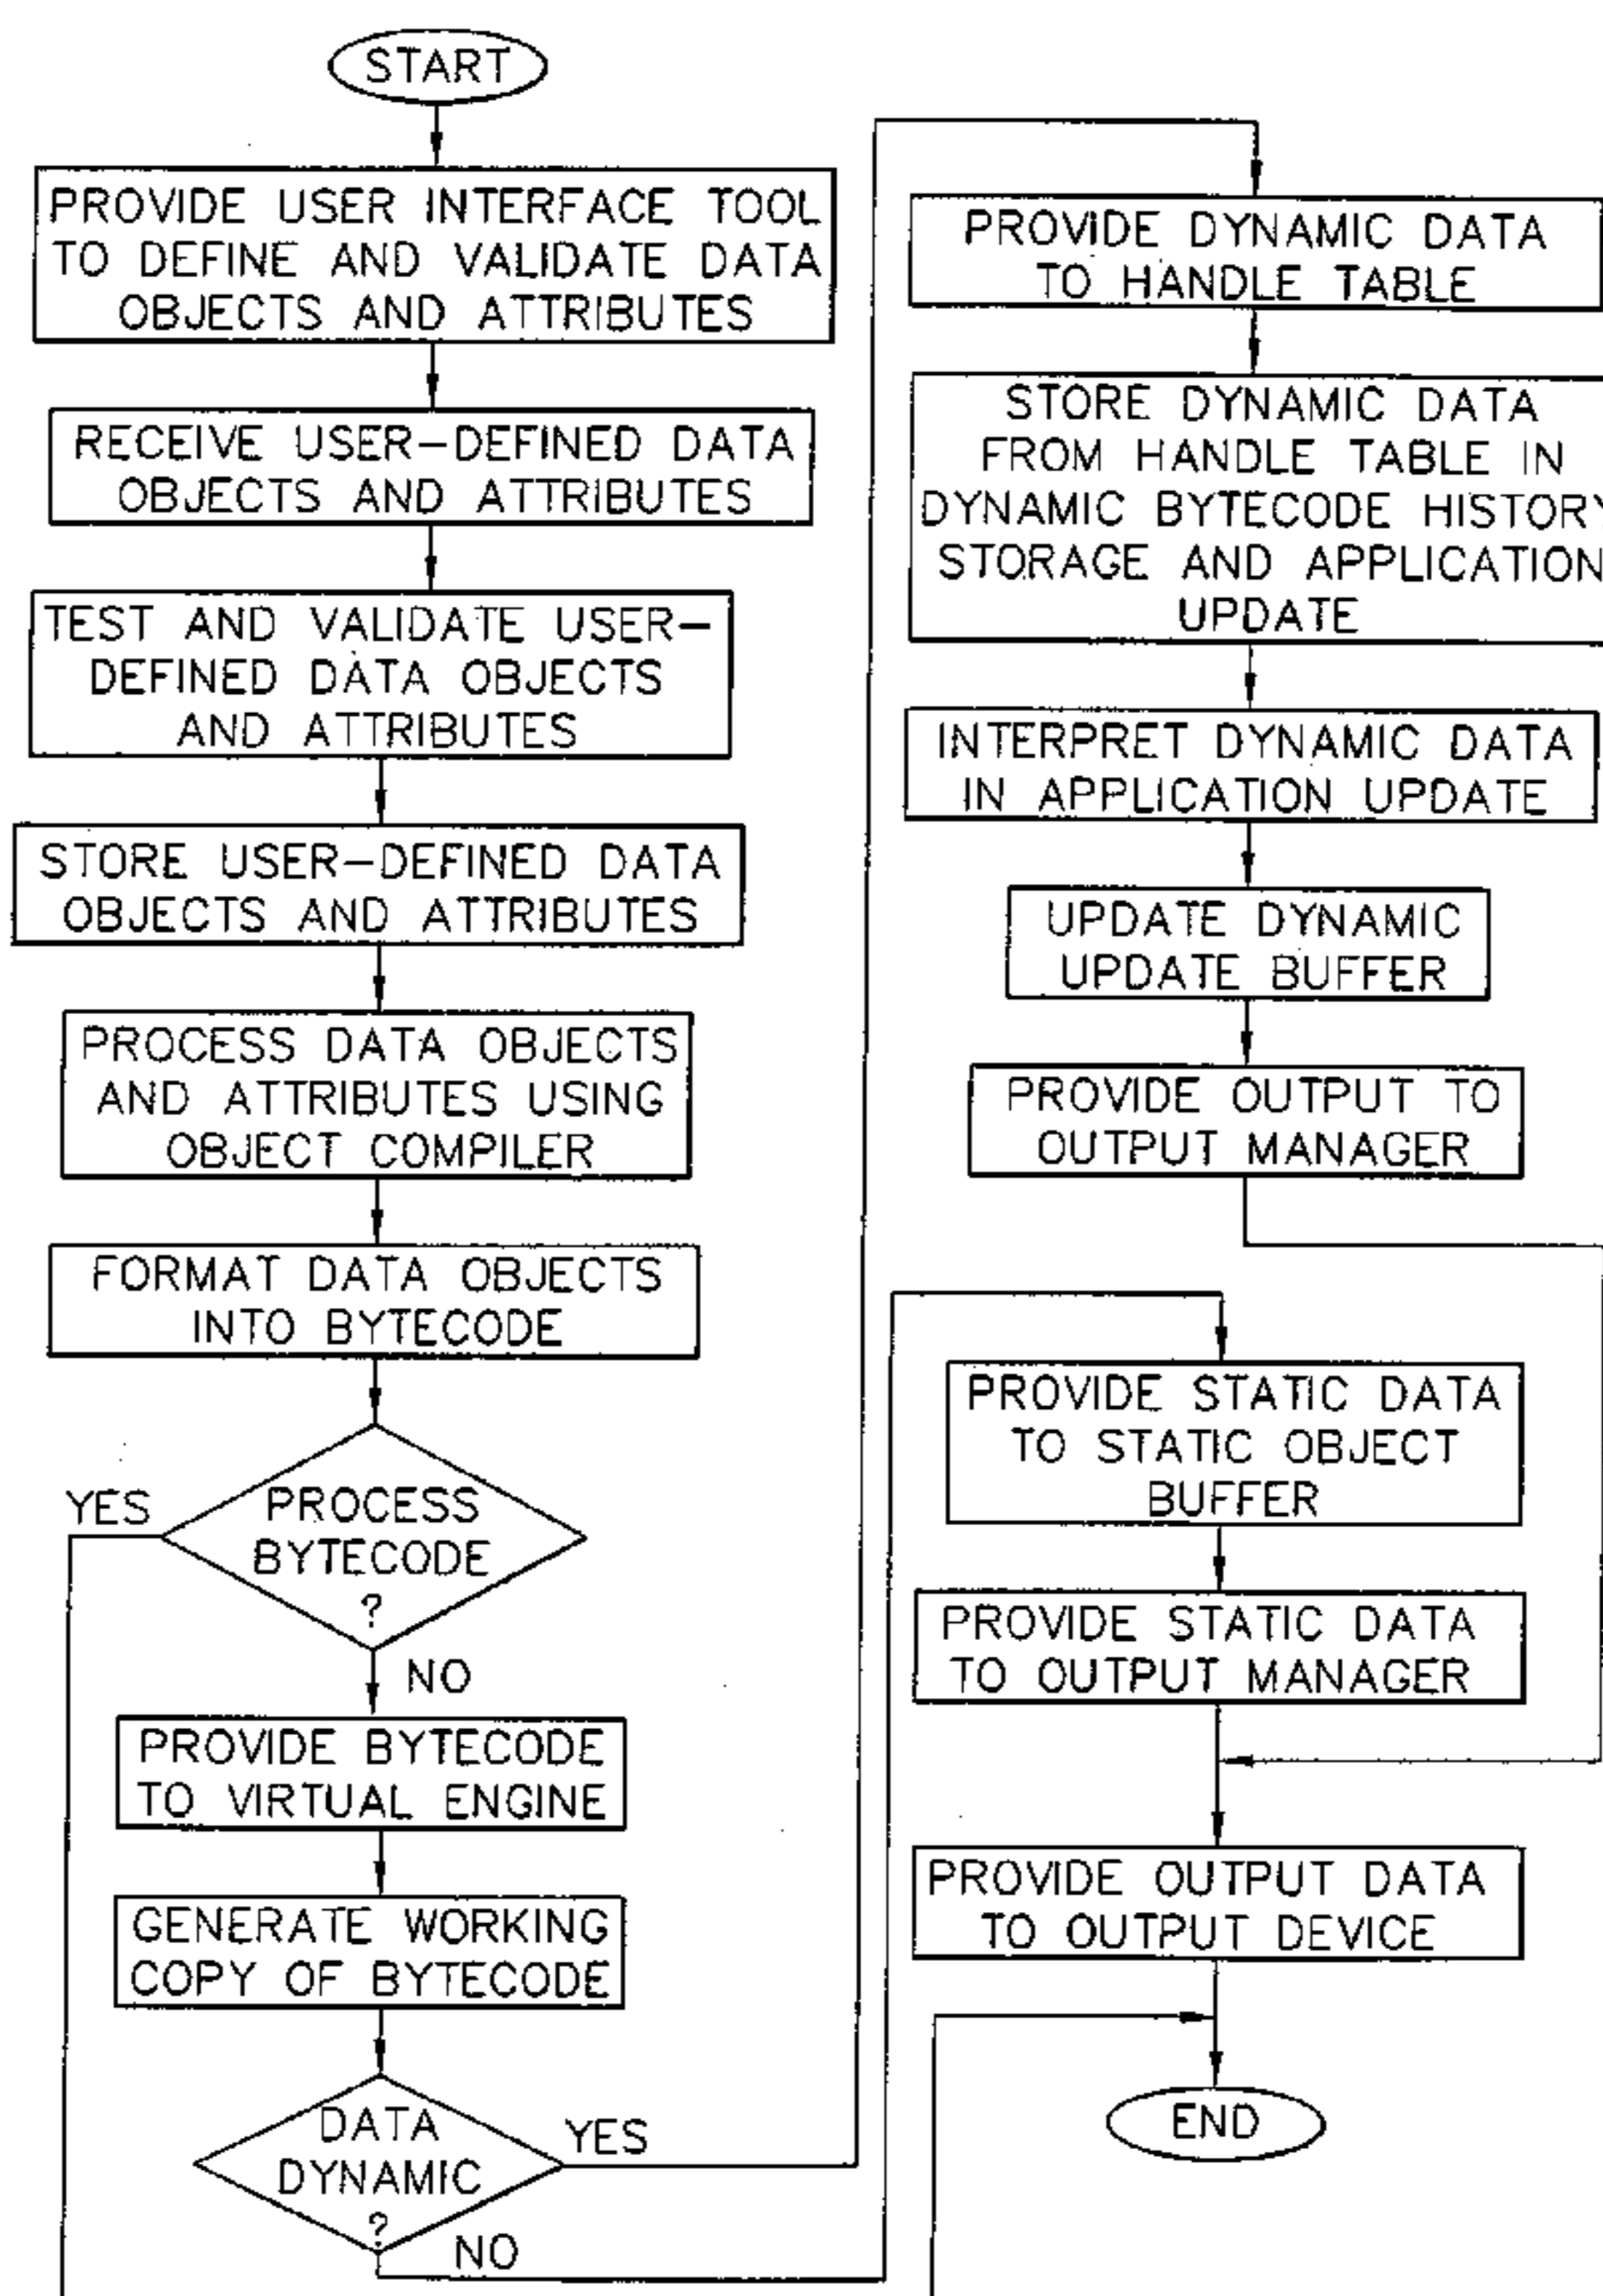 START
PROVIDE USER INTERFACE TOOL
TO DEFINE AND VALIDATE DATA
OBJECTS AND ATTRIBUTES
RECEIVE USER-DEFINED DATA
OBJECTS AND ATTRIBUTES
TEST AND VALIDATE USER-
DEFINED DATA OBJECTS
AND ATTRIBUTES
STORE USER-DEFINED DATA
OBJECTS AND ATTRIBUTES
PROCESS DATA OBJECTS
AND ATTRIBUTES USING
OBJECT COMPILER
FORMAT DATA OBJECTS
INTO BYTECODE
YES
PROCESS
BYTECODE
?
NO
PROVIDE BYTECODE
TO VIRTUAL ENGINE
GENERATE WORKING
COPY OF BYTECODE
DATA
DYNAMIC
?
YES
NO
PROVIDE DYNAMIC DATA
TO HANDLE TABLE
STORE DYNAMIC DATA
FROM HANDLE TABLE IN
DYNAMIC BYTECODE HISTORY
STORAGE AND APPLICATION
UPDATE
INTERPRET DYNAMIC DATA
IN APPLICATION UPDATE
UPDATE DYNAMIC
UPDATE BUFFER
PROVIDE OUTPUT TO
OUTPUT MANAGER
PROVIDE STATIC DATA
TO STATIC OBJECT
BUFFER
PROVIDE STATIC DATA
TO OUTPUT MANAGER
PROVIDE OUTPUT DATA
TO OUTPUT DEVICE
END